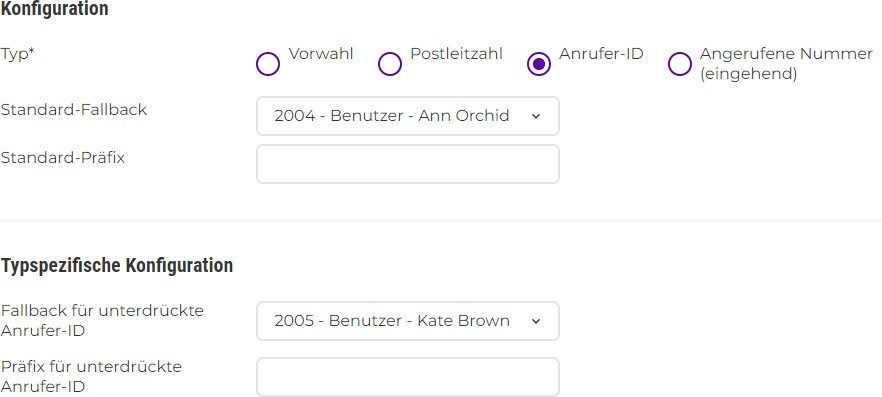 Konfiguration
Typ*
Vorwahl
Postleitzahl
Anrufer-ID
Angerufene Nummer
(eingehend)
Standard-Fallback
2004 - Benutzer - Ann Orchid
Standard-Präfix
Typspezifische Konfiguration
Fallback für unterdrückte
Anrufer-ID
2005 - Benutzer - Kate Brown
Präfix für unterdrückte
Anrufer-ID